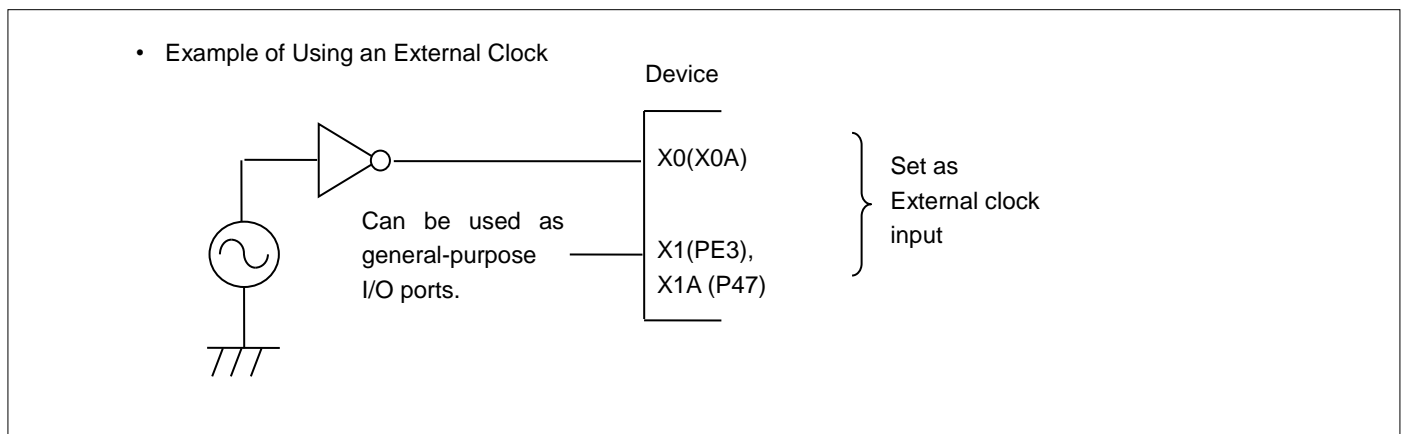 • Example of Using an External Clock
Device
X0(X0A)
Can be used as
general-purpose
I/O ports.
X1(PE3),
X1A (P47)
Set as
External clock
input